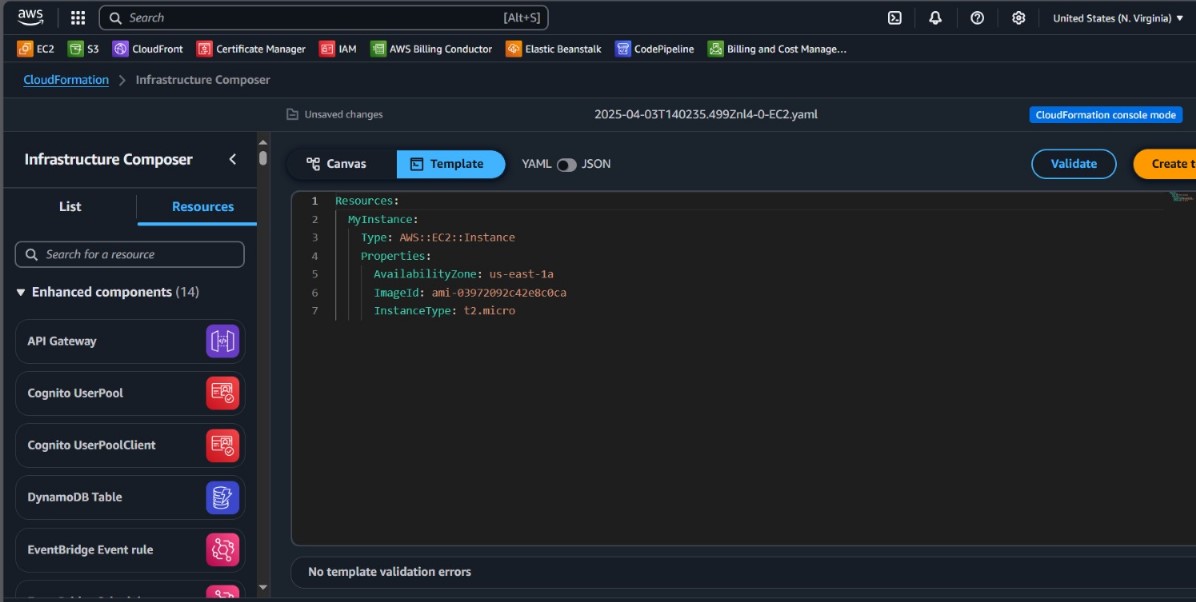 aws
Search [Alt+S] United States (N. Virginia)
EC2 S3 CloudFront Certificate Manager IAM AWS Billing Conductor Elastic Beanstalk CodePipeline Billing and Cost Manage...
CloudFormation > Infrastructure Composer
Unsaved changes 2025-04-03T140235.499Znl4-0-EC2.yaml CloudFormation console mode
Infrastructure Composer
Canvas Template YAML JSON Validate Create t
List Resources
Search for a resource
Enhanced components (14)
API Gateway
Cognito UserPool
Cognito UserPoolClient
DynamoDB Table
EventBridge Event rule
1 Resources:
2 MyInstance:
3 Type: AWS::EC2::Instance
4 Properties:
5 AvailabilityZone: us-east-1a
6 ImageId: ami-03972092c42e8c0ca
7 InstanceType: t2.micro
No template validation errors